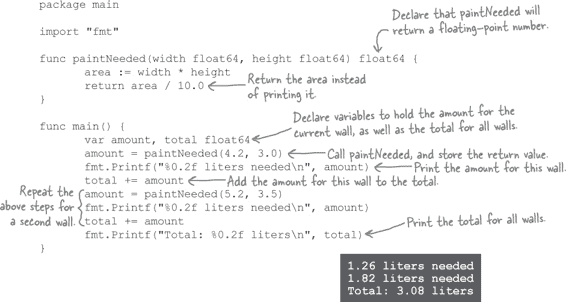 package main
Declare that paintNeeded will
return a floating-point number.
import "fmt"
func paintNeeded(width float64, height float64) float64 {
area := width * height
return area / 10.0
Return the area instead
of printing it.
}
func main() {
Declare variables to hold the amount for the
current wall, as well as the total for all walls.
var amount, total float64
amount = paintNeeded(4.2, 3.0) Call paintNeeded, and store the return value.
fmt.Printf("%0.2f liters needed\n", amount) Print the amount for this wall.
total += amount Add the amount for this wall to the total.
Repeat the
above steps for
a second wall.
amount = paintNeeded(5.2, 3.5)
fmt.Printf("%0.2f liters needed\n", amount)
total += amount
fmt.Printf("Total: %0.2f liters\n", total)
Print the total for all walls.
}
1.26 liters needed
1.82 liters needed
Total: 3.08 liters